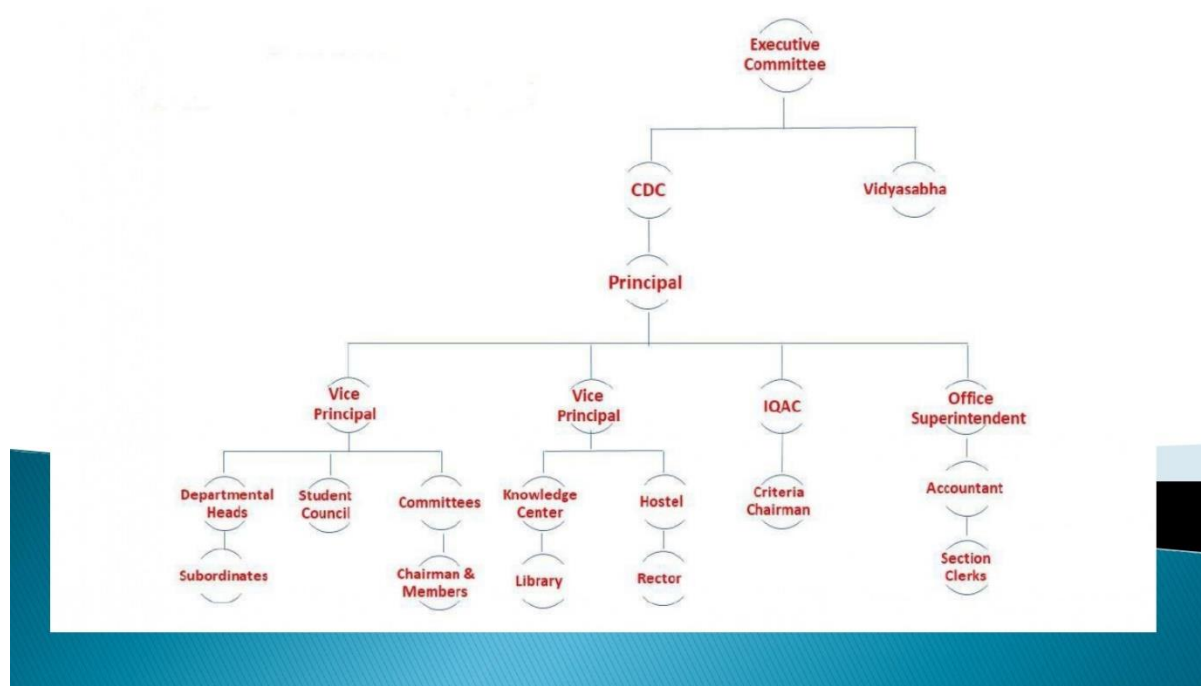 Executive
Committee
CDC
Vidyasabha
Principal
Vice
Principal
Vice
Principal
IQAC
Office
Superintendent
Departmental
Heads
Student
Council
Committees
Knowledge
Center
Hostel
Criteria
Chairman
Accountant
Subordinates
Chairman &
Members
Library
Rector
Section
Clerks